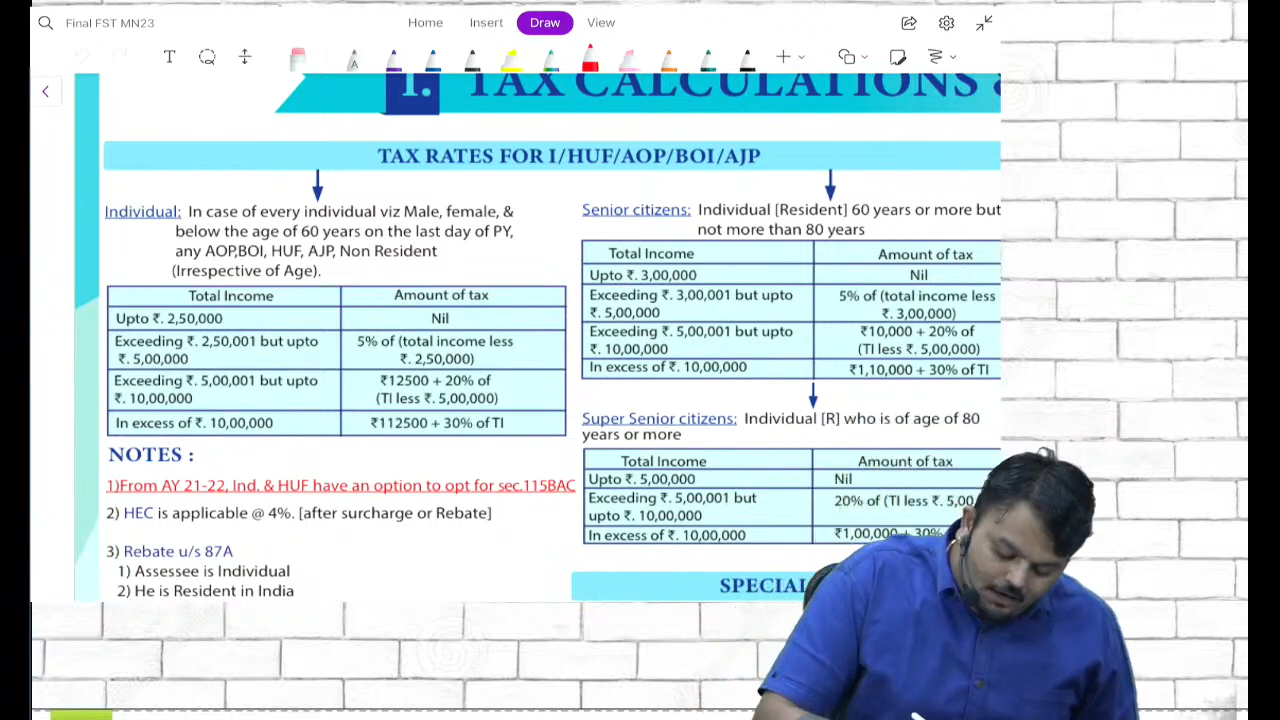 Final FST MN23
Home Insert Draw View
T
A
1. TAX CALCULATIONS
TAX RATES FOR I/HUF/AOP/BOI/AJP
Individual: In case of every individual viz Male, female, &
below the age of 60 years on the last day of PY,
any AOP,BOI, HUF, AJP, Non Resident
(Irrespective of Age).
Total Income Amount of tax
Upto ₹. 2,50,000 Nil
Exceeding ₹. 2,50,001 but upto 5% of (total income less
₹. 5,00,000 ₹. 2,50,000)
Exceeding ₹. 5,00,001 but upto ₹12500 + 20% of
₹. 10,00,000 (TI less ₹. 5,00,000)
In excess of ₹. 10,00,000 ₹112500 + 30% of TI
NOTES :
1)From AY 21-22, Ind. & HUF have an option to opt for sec.115BAC
2) HEC is applicable @ 4%. [after surcharge or Rebate]
3) Rebate u/s 87A
1) Assessee is Individual
2) He is Resident in India
Senior citizens: Individual [Resident] 60 years or more but
not more than 80 years
Total Income Amount of tax
Upto ₹. 3,00,000 Nil
Exceeding ₹. 3,00,001 but upto 5% of (total income less
₹. 5,00,000 ₹. 3,00,000)
Exceeding ₹. 5,00,001 but upto ₹10,000 + 20% of
₹. 10,00,000 (TI less ₹. 5,00,000)
In excess of ₹. 10,00,000 ₹1,10,000 + 30% of TI
Super Senior citizens: Individual [R] who is of age of 80
years or more
Total Income Amount of tax
Upto ₹. 5,00,000 Nil
Exceeding ₹. 5,00,001 but 20% of (TI less ₹. 5,00
upto ₹. 10,00,000
In excess of ₹. 10,00,000 ₹1,00,000 + 30%
SPECIAL